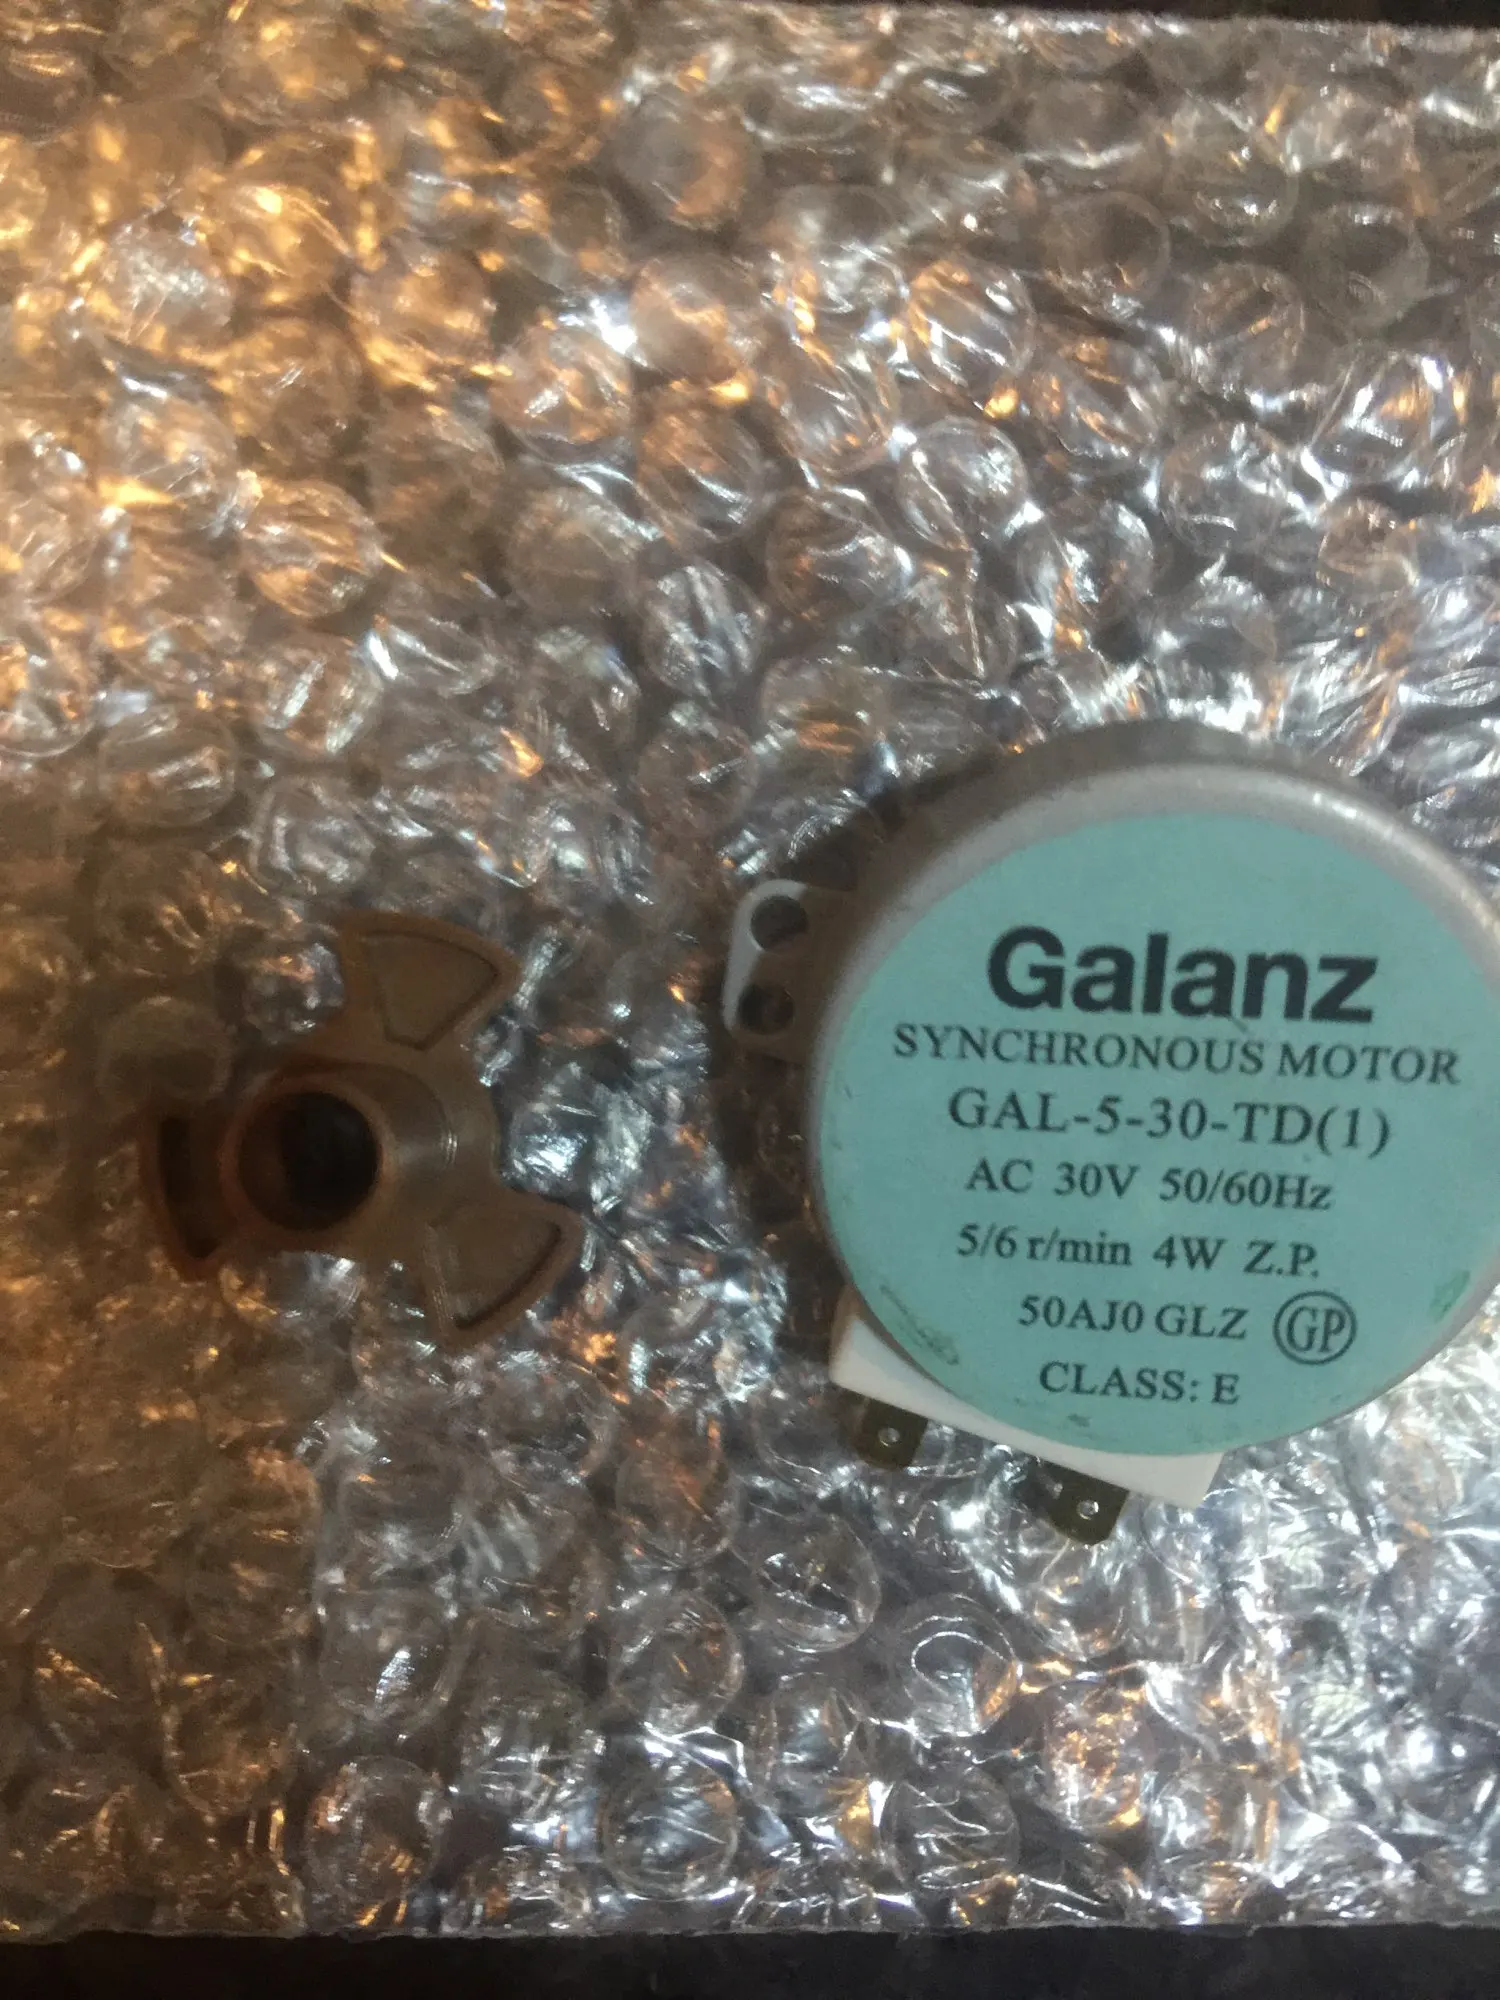 Galanz
SYNCHRONOUS MOTOR
GAL-5-30-TD(1)
AC 30V 50/60Hz
5/6 r/min 4W Z.P.
50AJ0 GLZ GP
CLASS: E